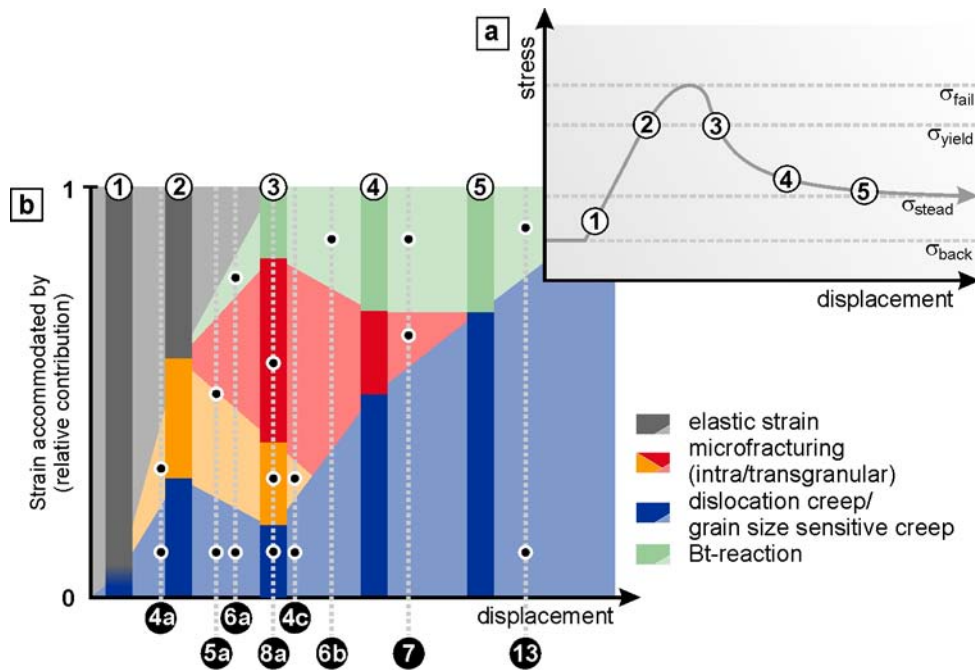 a
stress
σfail
σyield
σstead
σback
1
2
3
4
5
displacement
b
Strain accommodated by
(relative contribution)
1
0
1
2
3
4
5
displacement
4a
5a
6a
8a
4c
6b
7
13
elastic strain
microfracturing
(intra/transgranular)
dislocation creep/
grain size sensitive creep
Bt-reaction